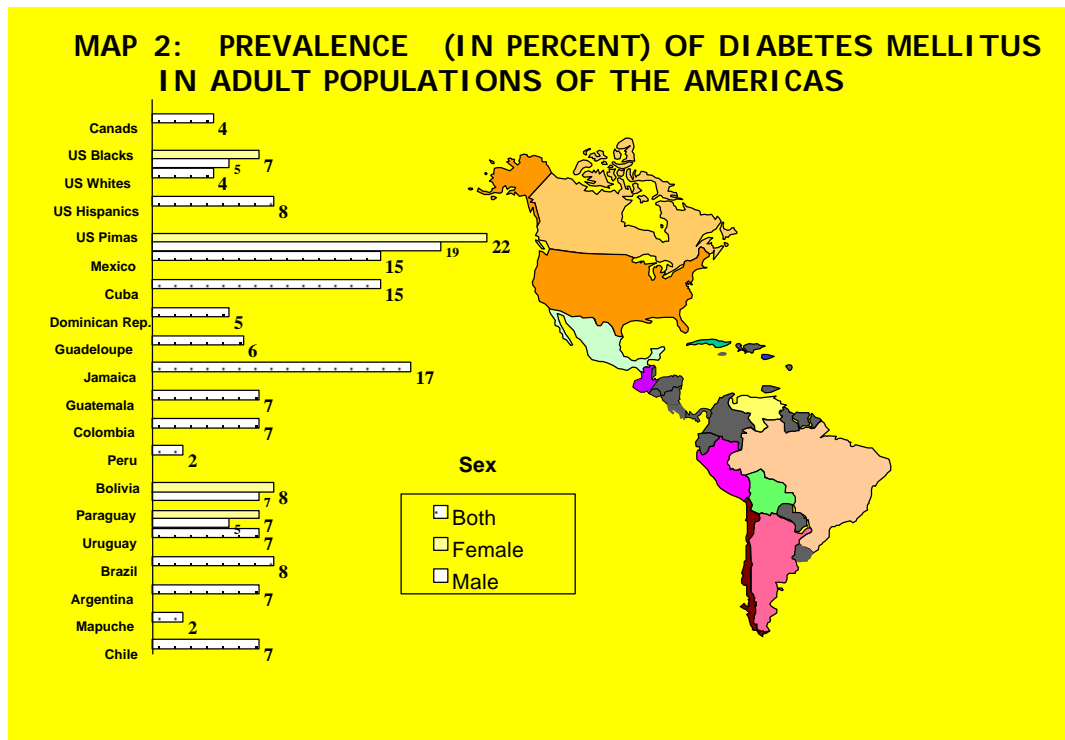 MAP 2: PREVALENCE (IN PERCENT) OF DIABETES MELLITUS
IN ADULT POPULATIONS OF THE AMERICAS
Canads
4
US Blacks
7
5
US Whites
4
US Hispanics
8
US Pimas
22
19
Mexico
15
Cuba
15
Dominican Rep.
5
Guadeloupe
6
Jamaica
17
Guatemala
7
Colombia
7
Peru
2
Bolivia
8
7
Paraguay
7
5
Uruguay
7
Brazil
8
Argentina
7
Mapuche
2
Chile
7
Sex
Both
Female
Male